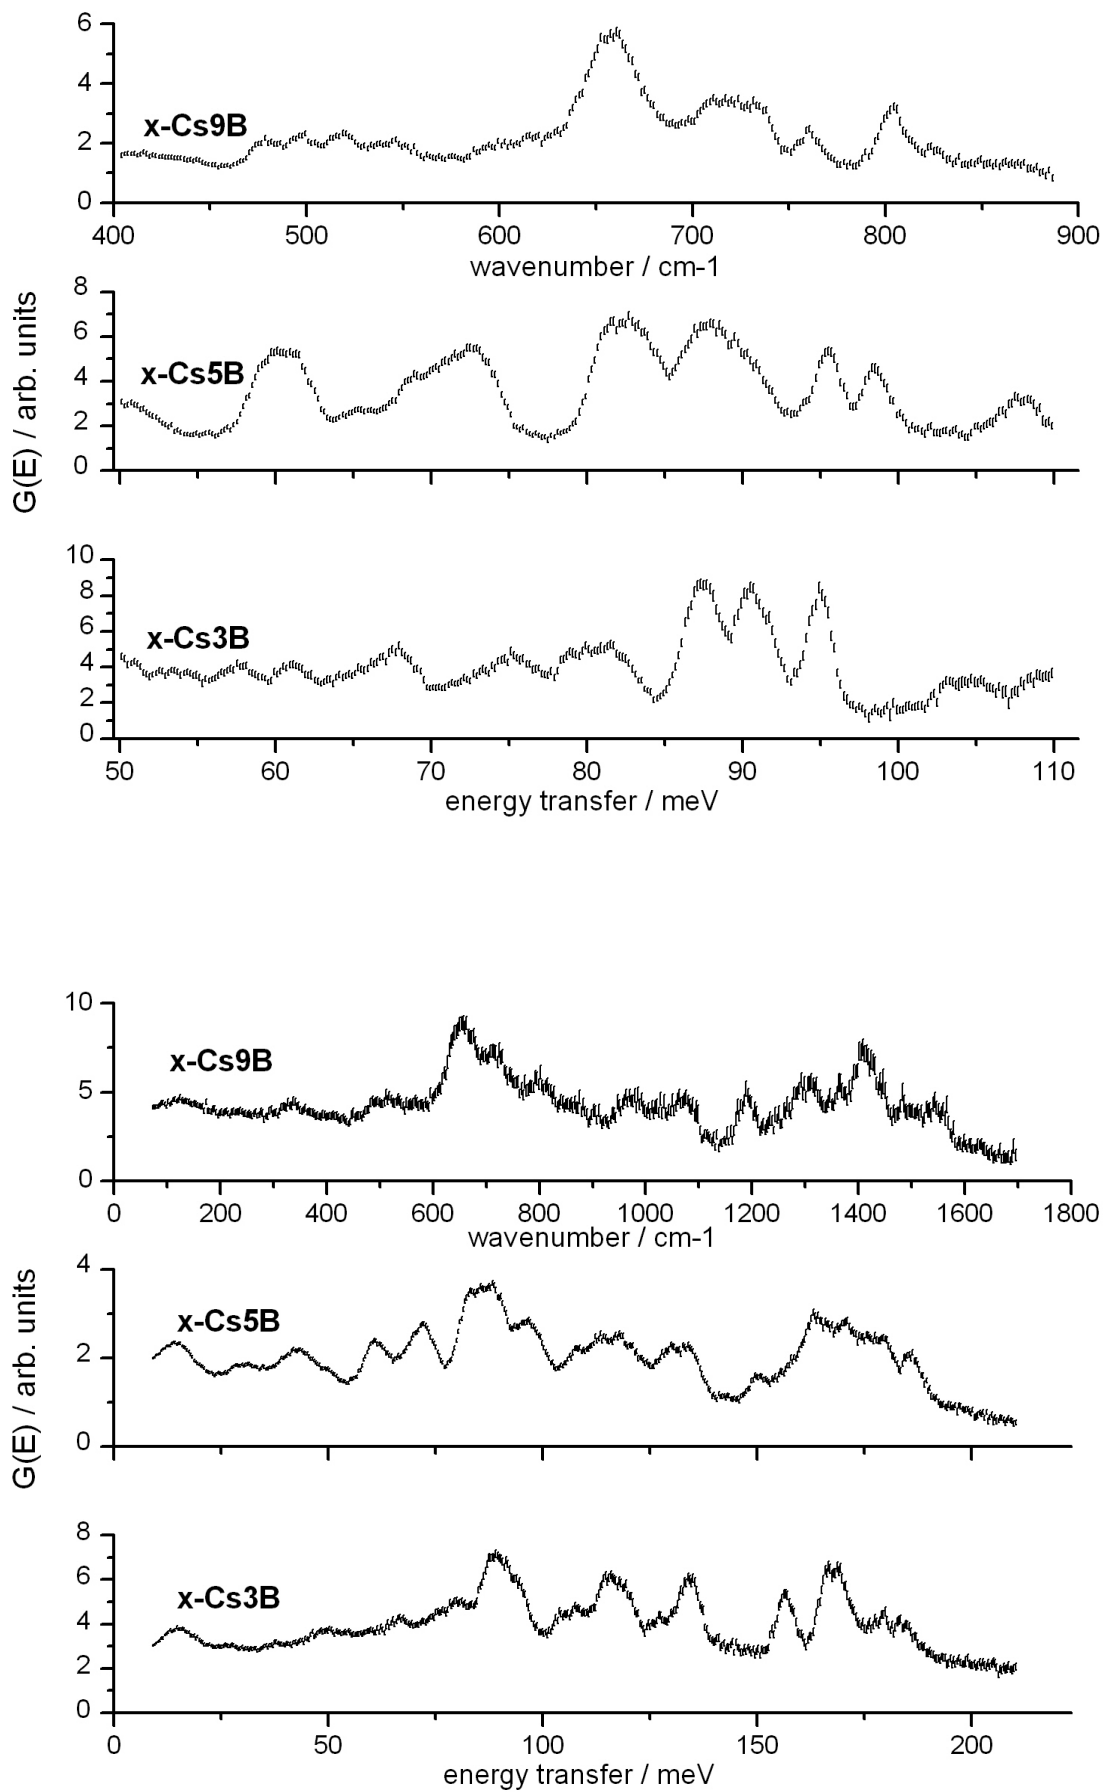 6
4
2
0
x-Cs9B
400 500 600 700 800 900
wavenumber / cm-1
G(E) / arb. units
8
6
4
2
0
x-Cs5B
10
8
6
4
2
0
x-Cs3B
50 60 70 80 90 100 110
energy transfer / meV
10
5
0
x-Cs9B
0 200 400 600 800 1000 1200 1400 1600 1800
wavenumber / cm-1
G(E) / arb. units
4
2
0
x-Cs5B
8
6
4
2
0
x-Cs3B
0 50 100 150 200
energy transfer / meV